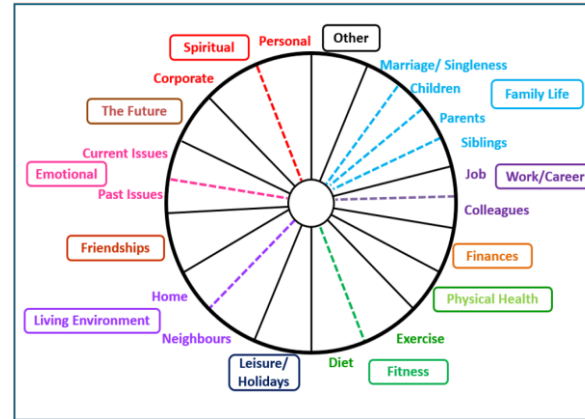 Personal
Other
Spiritual
Marriage/ Singleness
Corporate
Children
Family Life
The Future
Parents
Siblings
Current Issues
Emotional
Past Issues
Job
Work/Career
Colleagues
Friendships
Finances
Home
Physical Health
Living Environment
Neighbours
Exercise
Leisure/
Holidays
Diet
Fitness